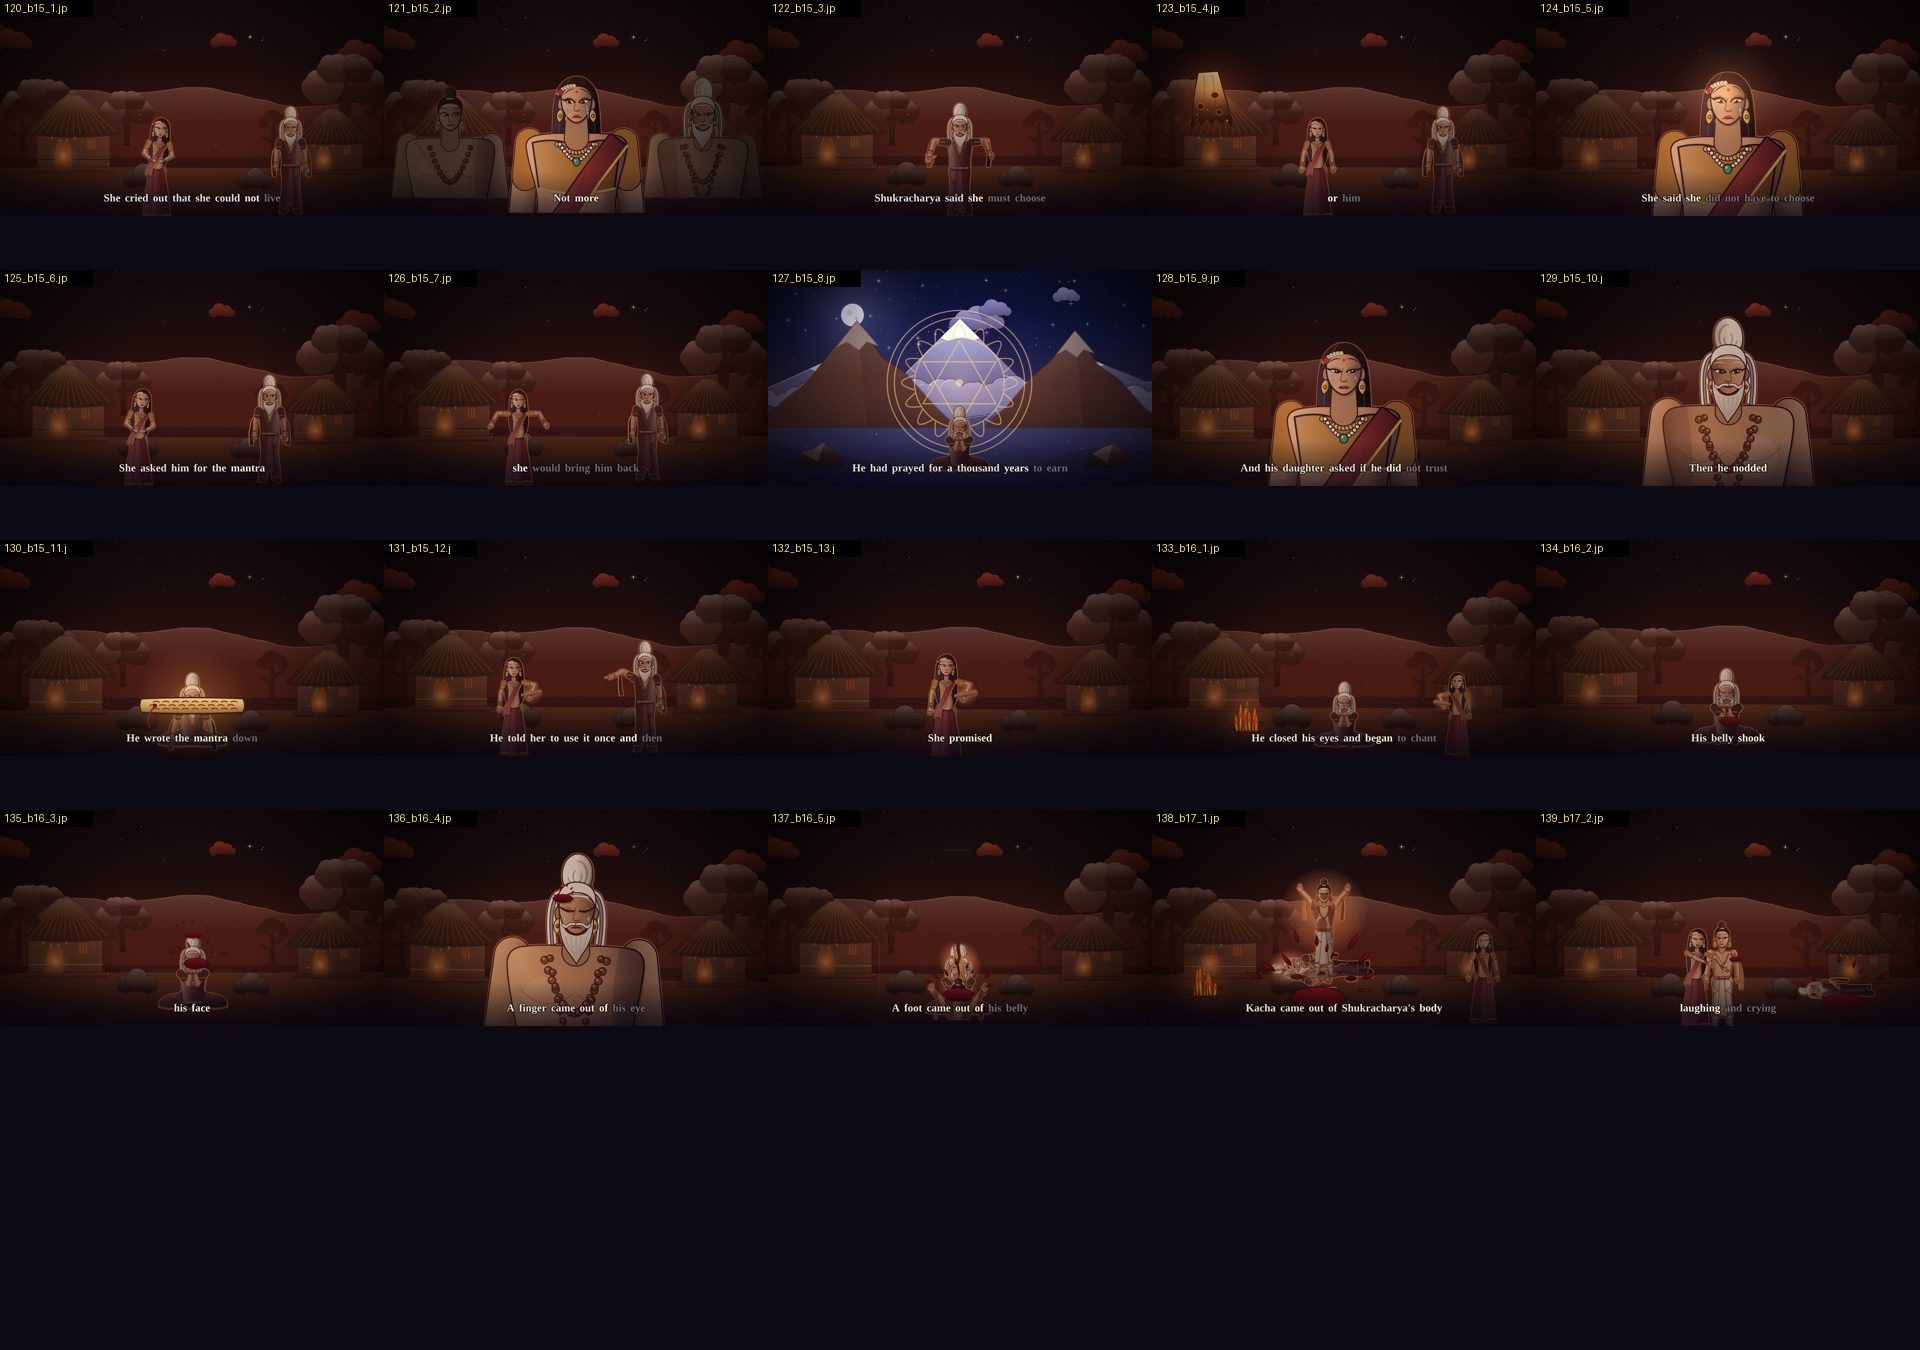 120_b15_1.jp
She cried out that she could not live
121_b15_2.jp
Not more
122_b15_3.jp
Shukracharya said she must choose
123_b15_4.jp
or him
124_b15_5.jp
She said she did not have to choose
125_b15_6.jp
She asked him for the mantra
126_b15_7.jp
she would bring him back
127_b15_8.jp
He had prayed for a thousand years to earn
128_b15_9.jp
And his daughter asked if he did not trust
129_b15_10.j
Then he nodded
130_b15_11.j
He wrote the mantra down
131_b15_12.j
He told her to use it once and then
132_b15_13.j
She promised
133_b16_1.jp
He closed his eyes and began to chant
134_b16_2.jp
His belly shook
135_b16_3.jp
his face
136_b16_4.jp
A finger came out of his eye
137_b16_5.jp
A foot came out of his belly
138_b17_1.jp
Kacha came out of Shukracharya's body
139_b17_2.jp
laughing and crying